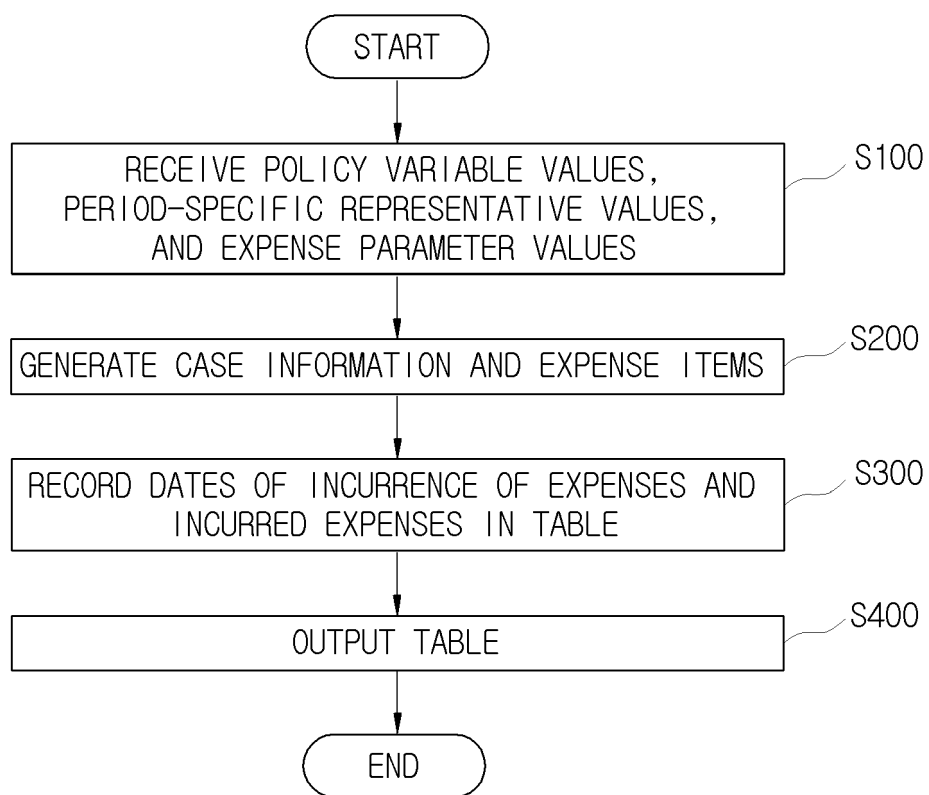 START
RECEIVE POLICY VARIABLE VALUES,
PERIOD-SPECIFIC REPRESENTATIVE VALUES,
AND EXPENSE PARAMETER VALUES
S100
GENERATE CASE INFORMATION AND EXPENSE ITEMS
S200
RECORD DATES OF INCURRENCE OF EXPENSES AND
INCURRED EXPENSES IN TABLE
S300
OUTPUT TABLE
S400
END